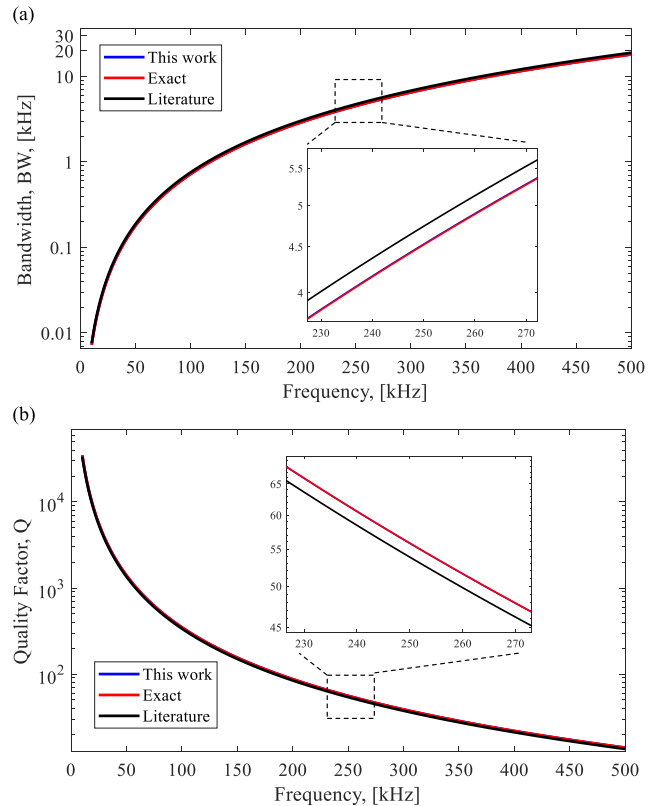 (a)
Bandwidth, BW, [kHz]
30
20
10
1
0.1
0.01
This work
Exact
Literature
5.5
5
4.5
4
230 240 250 260 270
0 50 100 150 200 250 300 350 400 450 500
Frequency, [kHz]
(b)
Quality Factor, Q
10^4
10^3
10^2
65
60
55
50
45
230 240 250 260 270
This work
Exact
Literature
0 50 100 150 200 250 300 350 400 450 500
Frequency, [kHz]